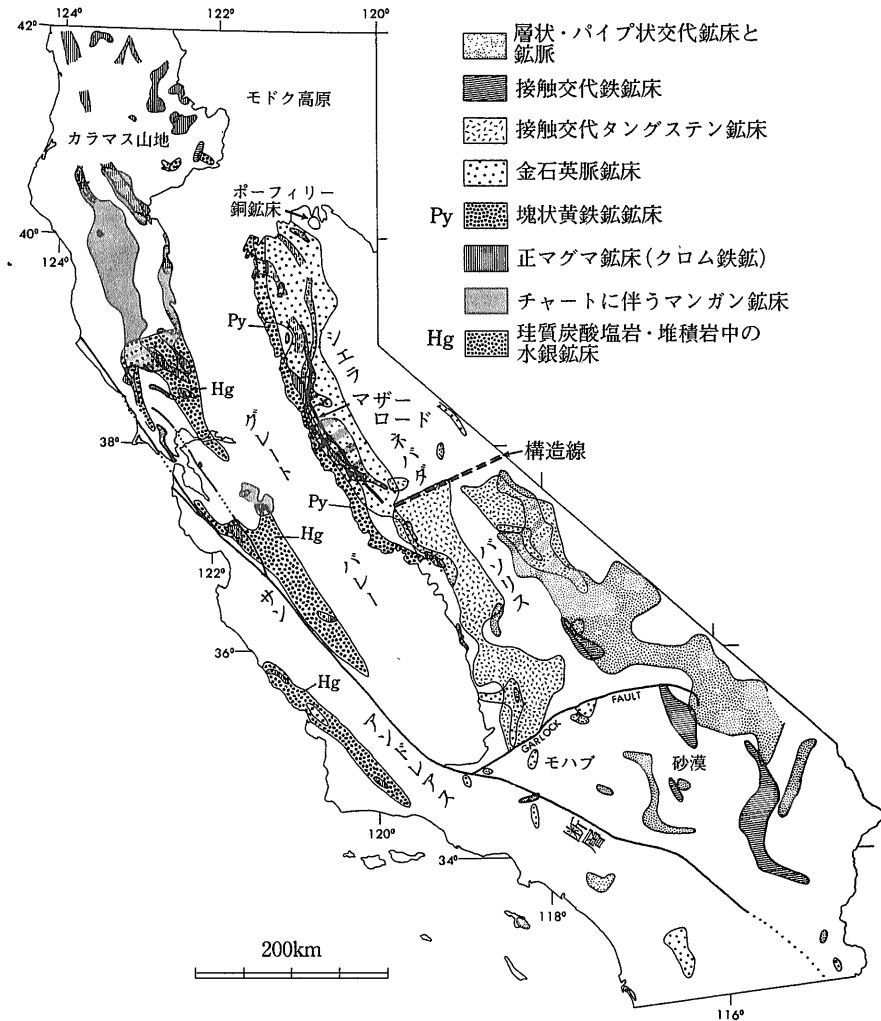 124°
122°
120°
42°
モドク高原
カラマス山地
ポーフィリー
銅鉱床
40°
124°
Py
シエラ
ネバダ
マザー
ロード
Hg
グレート
バレー
38°
構造線
Py
Hg
バソリス
122°
サン
アンドレアス
断層
36°
Hg
GARLOCK
FAULT
モハブ
砂漠
120°
34°
118°
116°
200km
層状・パイプ状交代鉱床と
鉱脈
接触交代鉄鉱床
接触交代タングステン鉱床
金石英脈鉱床
Py 塊状黄鉄鉱鉱床
正マグマ鉱床(クロム鉄鉱)
チャートに伴うマンガン鉱床
Hg 珪質炭酸塩岩・堆積岩中の
水銀鉱床